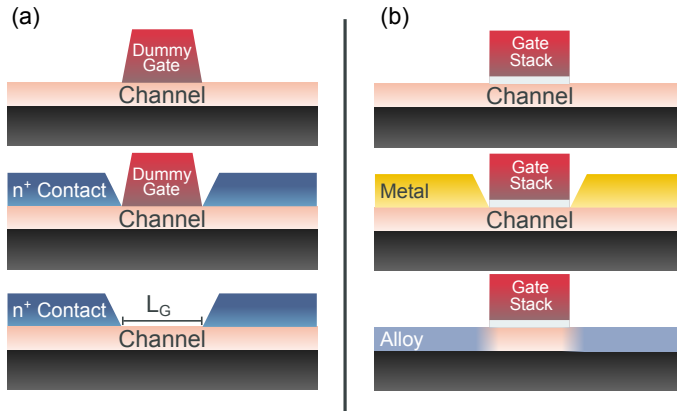 (a)
Dummy
Gate
Channel
n⁺ Contact
Dummy
Gate
Channel
n⁺ Contact
L_G
Channel
(b)
Gate
Stack
Channel
Metal
Gate
Stack
Channel
Gate
Stack
Alloy